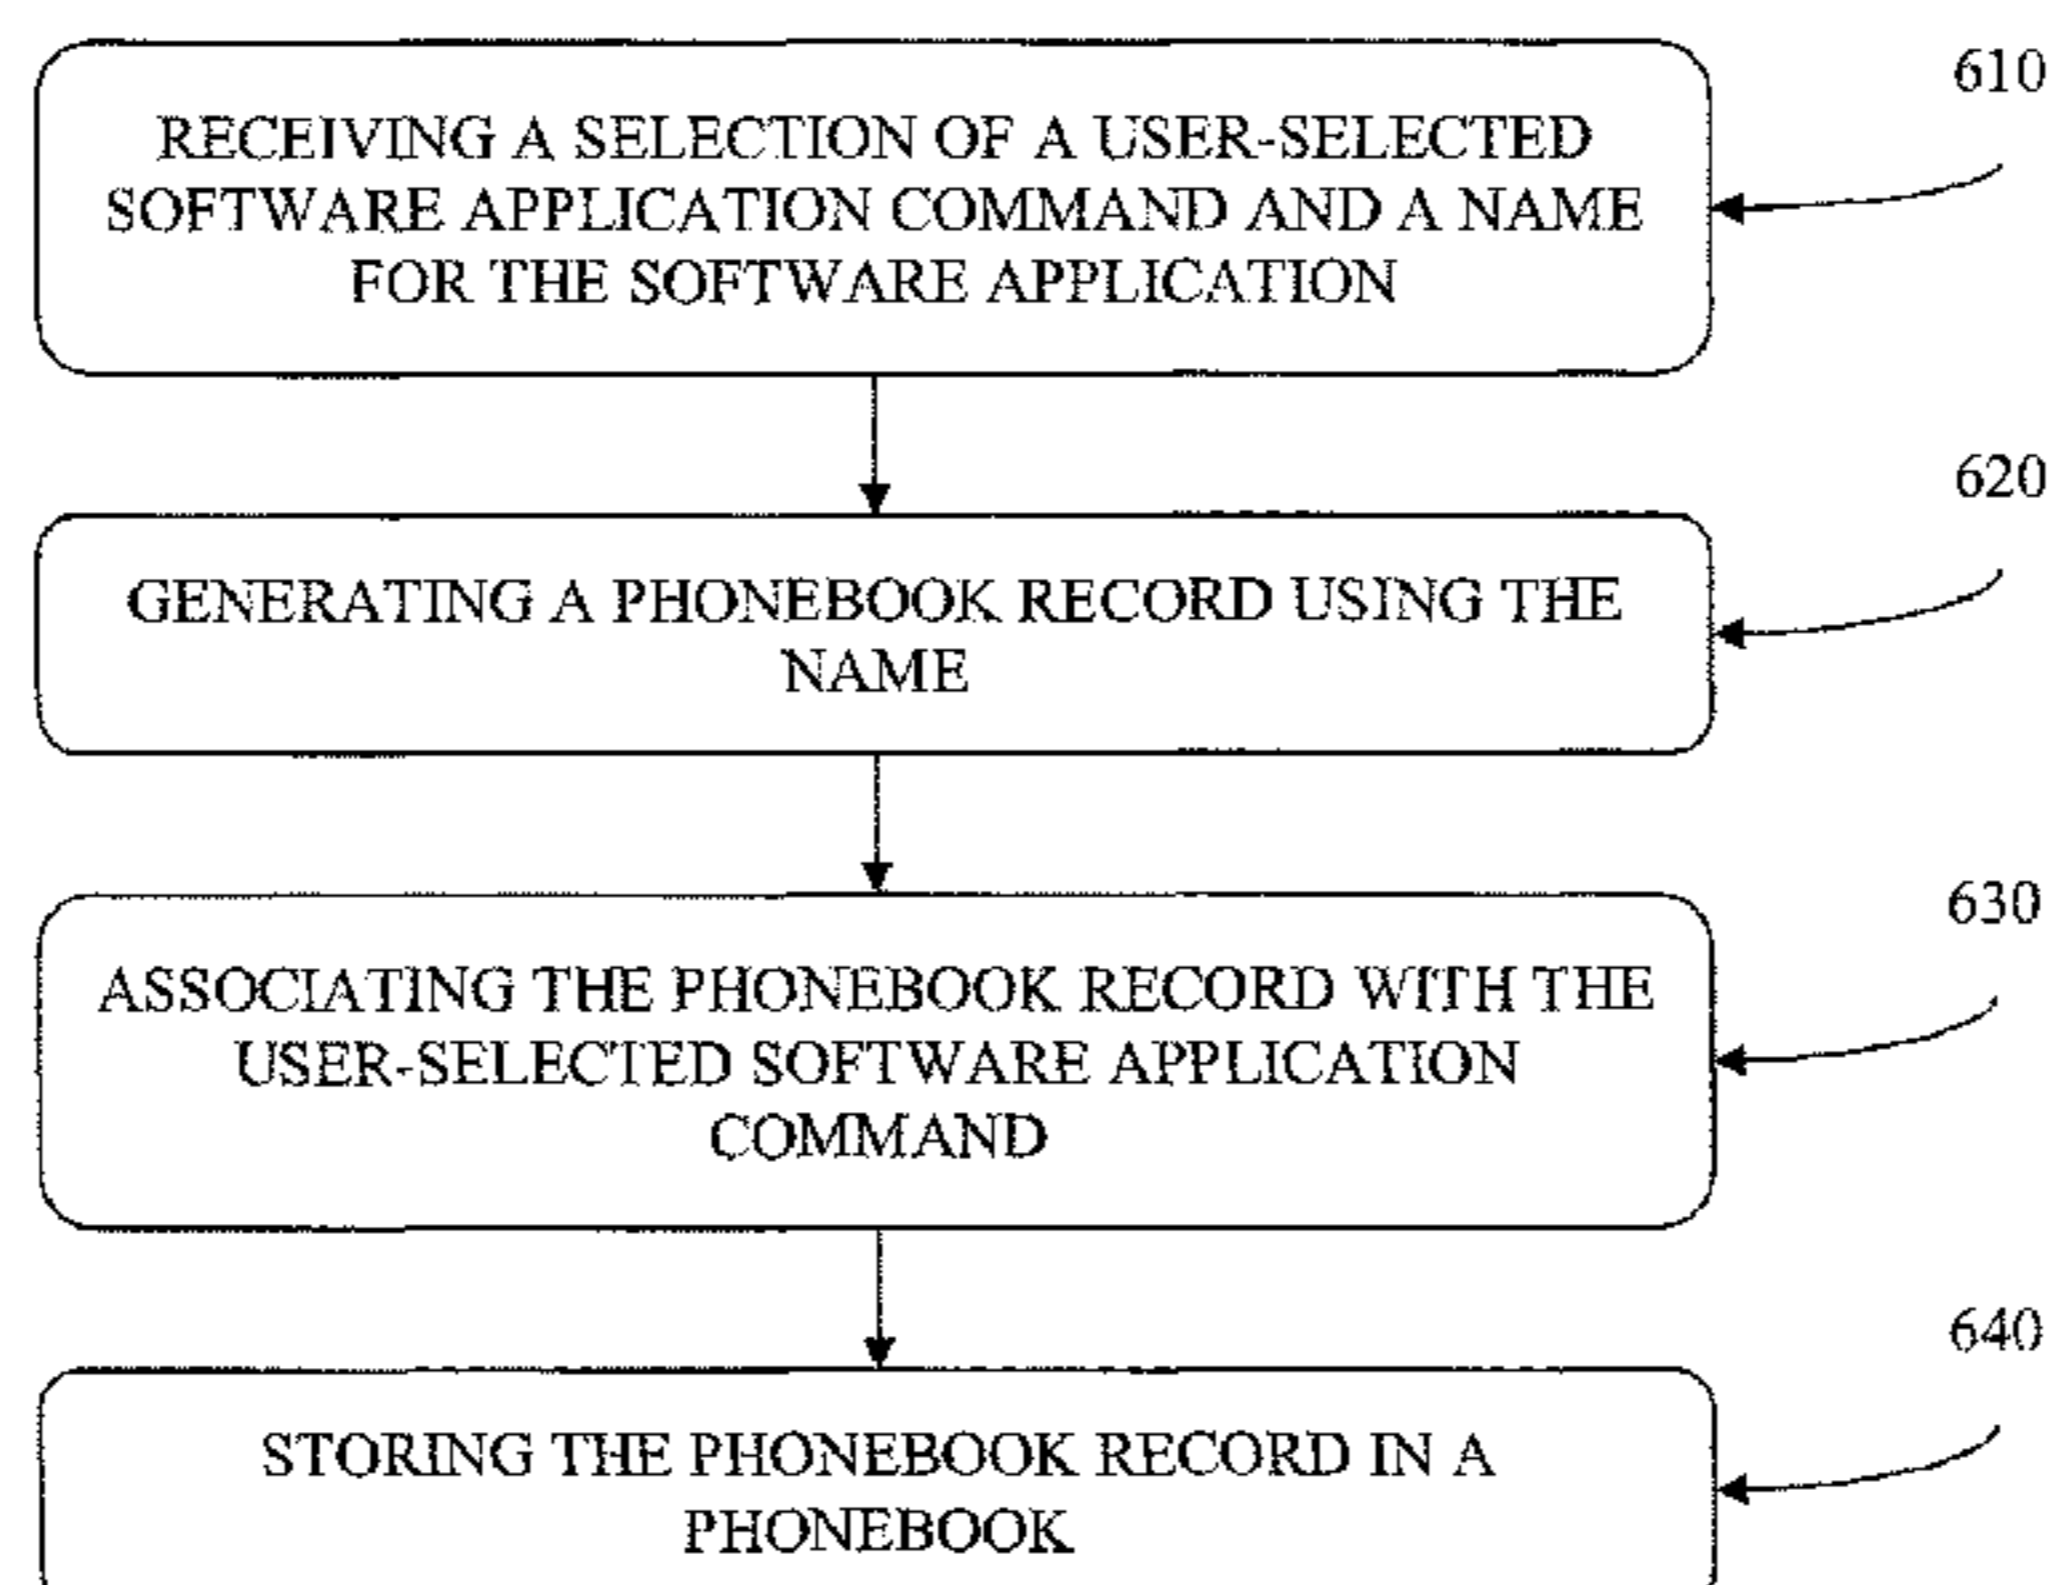 610
RECEIVING A SELECTION OF A USER-SELECTED
SOFTWARE APPLICATION COMMAND AND A NAME
FOR THE SOFTWARE APPLICATION
620
GENERATING A PHONEBOOK RECORD USING THE
NAME
630
ASSOCIATING THE PHONEBOOK RECORD WITH THE
USER-SELECTED SOFTWARE APPLICATION
COMMAND
640
STORING THE PHONEBOOK RECORD IN A
PHONEBOOK